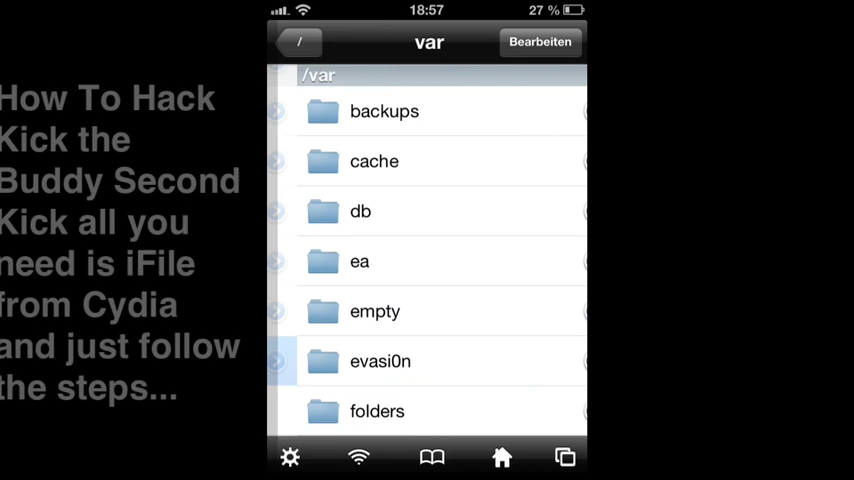 18:57
27 %
/
var
Bearbeiten
/var
backups
cache
db
ea
empty
evasi0n
folders
How To Hack
Kick the
Buddy Second
Kick all you
need is iFile
from Cydia
and just follow
the steps...